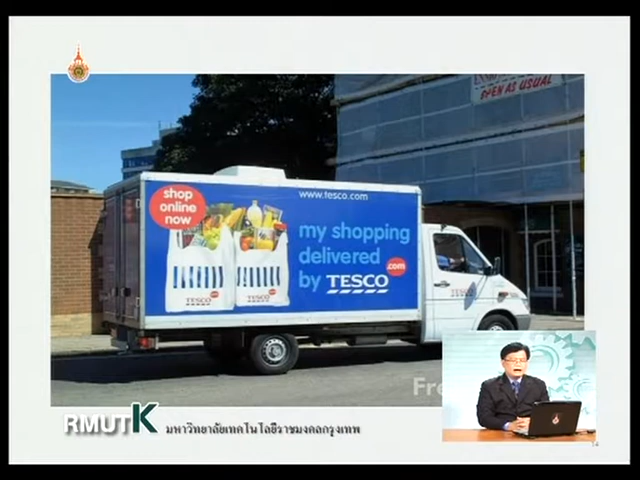 OPEN AS USUAL
www.tesco.com
shop
online
now
my shopping
delivered
by TESCO
.com
TESCO
TESCO
TESCO
Fre
RMUTK มหาวิทยาลัยเทคโนโลยีราชมงคลกรุงเทพ